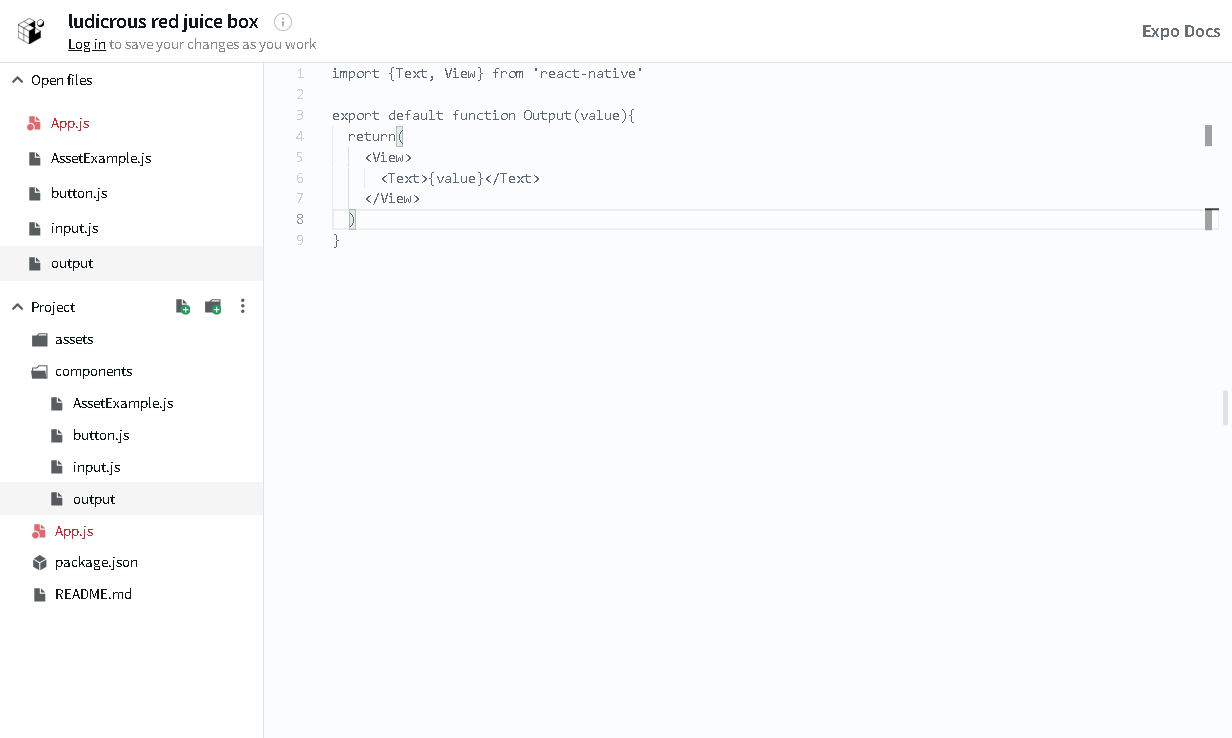 ludicrous red juice box
Log in to save your changes as you work
Expo Docs
Open files
App.js
AssetExample.js
button.js
input.js
output
Project
assets
components
AssetExample.js
button.js
input.js
output
App.js
package.json
README.md
1 import {Text, View} from 'react-native'
2
3 export default function Output(value){
4 return(
5 <View>
6 <Text>{value}</Text>
7 </View>
8 )
9 }